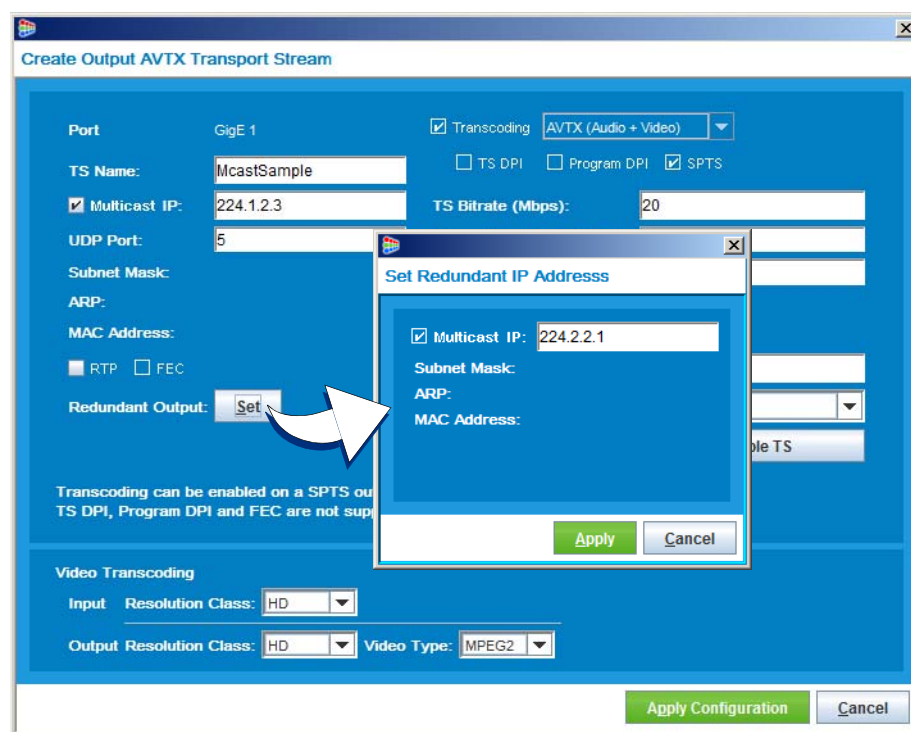 Create Output AVTX Transport Stream
Port GigE 1 Transcoding AVTX (Audio + Video)
TS DPI Program DPI SPTS
TS Name: McastSample
Multicast IP: 224.1.2.3 TS Bitrate (Mbps): 20
UDP Port: 5
Subnet Mask:
ARP:
MAC Address:
RTP FEC
Redundant Output: Set
TS
Transcoding can be enabled on a SPTS
TS DPI, Program DPI and FEC are not
Set Redundant IP Addresss
Multicast IP: 224.2.2.1
Subnet Mask:
ARP:
MAC Address:
Apply Cancel
Video Transcoding
Input Resolution Class: HD
Output Resolution Class: HD Video Type: MPEG2
Apply Configuration Cancel